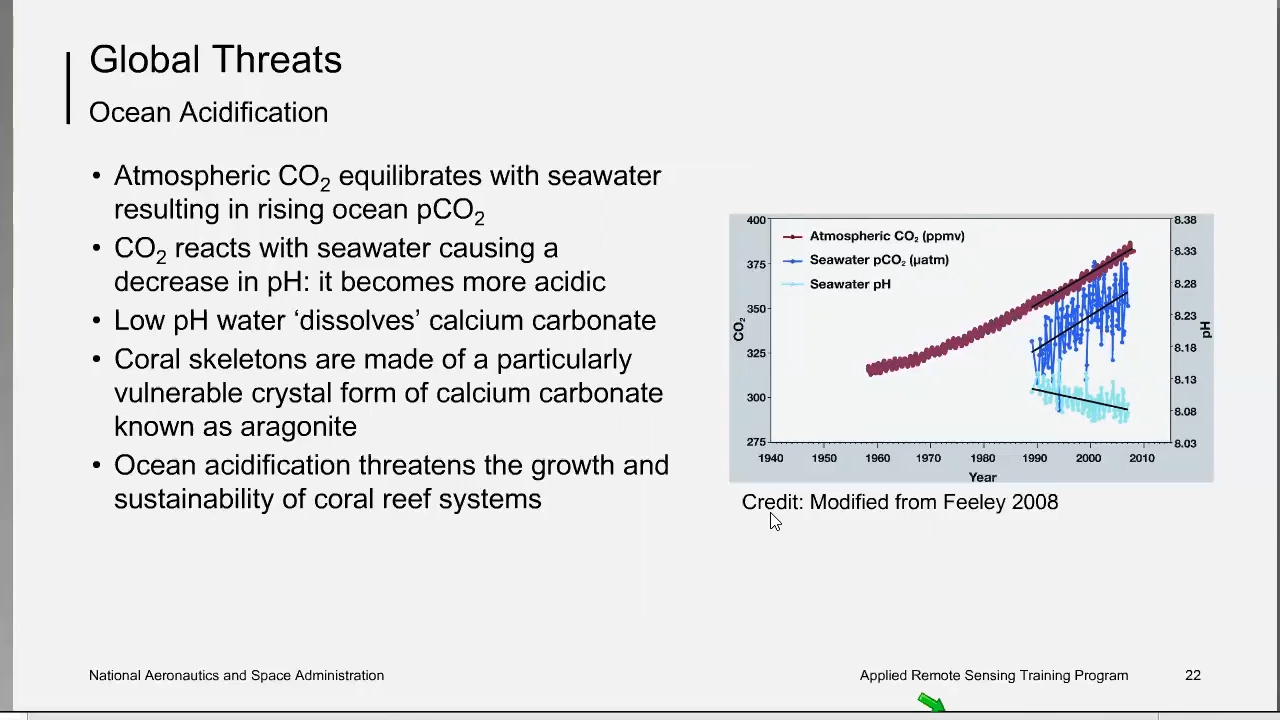 Global Threats
Ocean Acidification
• Atmospheric CO₂ equilibrates with seawater
resulting in rising ocean pCO₂
• CO₂ reacts with seawater causing a
decrease in pH: it becomes more acidic
• Low pH water ‘dissolves’ calcium carbonate
• Coral skeletons are made of a particularly
vulnerable crystal form of calcium carbonate
known as aragonite
• Ocean acidification threatens the growth and
sustainability of coral reef systems
Atmospheric CO₂ (ppmv)
Seawater pCO₂ (µatm)
Seawater pH
CO₂
400
375
350
325
300
275
8.38
8.33
8.28
8.23
8.18
8.13
8.08
8.03
pH
1940 1950 1960 1970 1980 1990 2000 2010
Year
Credit: Modified from Feeley 2008
National Aeronautics and Space Administration
Applied Remote Sensing Training Program 22